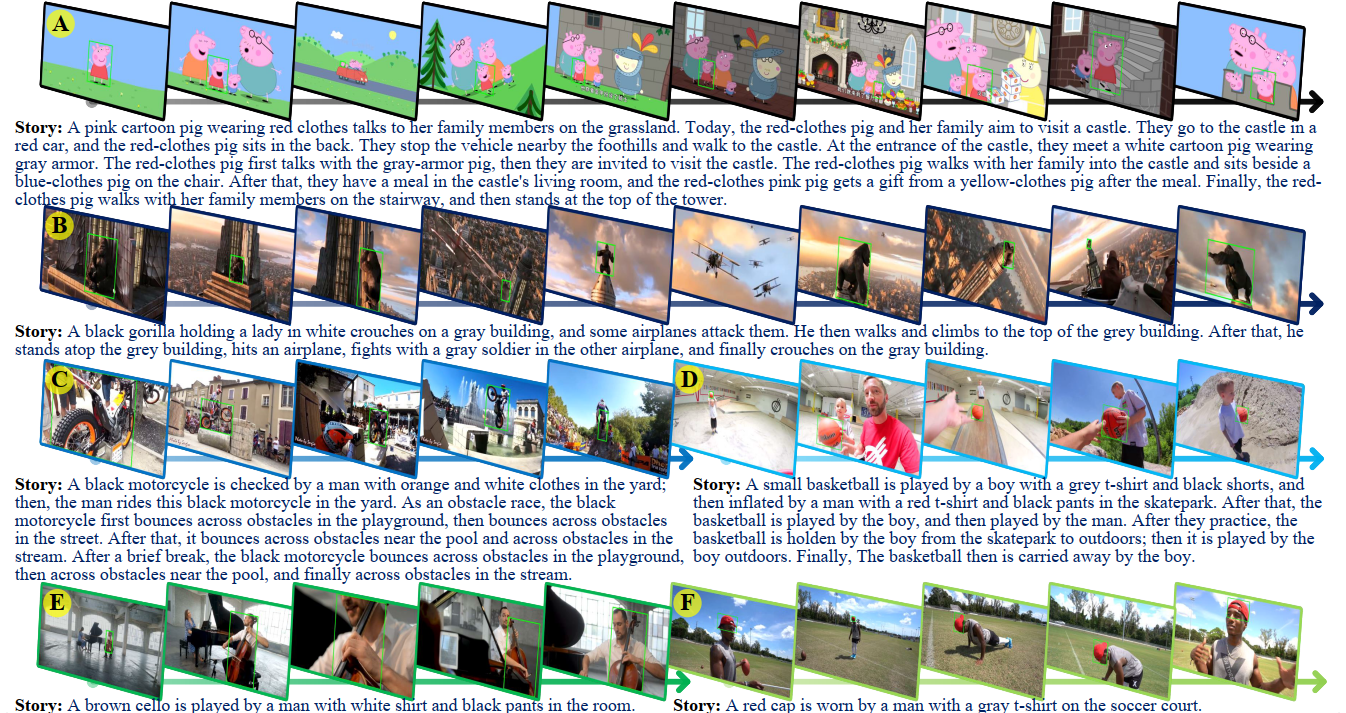 A
Story: A pink cartoon pig wearing red clothes talks to her family members on the grassland. Today, the red-clothes pig and her family aim to visit a castle. They go to the castle in a
red car, and the red-clothes pig sits in the back. They stop the vehicle nearby the foothills and walk to the castle. At the entrance of the castle, they meet a white cartoon pig wearing
gray armor. The red-clothes pig first talks with the gray-armor pig, then they are invited to visit the castle. The red-clothes pig walks with her family into the castle and sits beside a
blue-clothes pig on the chair. After that, they have a meal in the castle's living room, and the red-clothes pink pig gets a gift from a yellow-clothes pig after the meal. Finally, the red-
clothes pig walks with her family members on the stairway, and then stands at the top of the tower.
B
Story: A black gorilla holding a lady in white crouches on a gray building, and some airplanes attack them. He then walks and climbs to the top of the grey building. After that, he
stands atop the grey building, hits an airplane, fights with a gray soldier in the other airplane, and finally crouches on the gray building.
C
Story: A black motorcycle is checked by a man with orange and white clothes in the yard;
then, the man rides this black motorcycle in the yard. As an obstacle race, the black
motorcycle first bounces across obstacles in the playground, then bounces across obstacles
in the street. After that, it bounces across obstacles near the pool and across obstacles in the
stream. After a brief break, the black motorcycle bounces across obstacles in the playground,
then across obstacles near the pool, and finally across obstacles in the stream.
D
Story: A small basketball is played by a boy with a grey t-shirt and black shorts, and
then inflated by a man with a red t-shirt and black pants in the skatepark. After that, the
basketball is played by the boy, and then played by the man. After they practice, the
basketball is holden by the boy from the skatepark to outdoors; then it is played by the
boy outdoors. Finally, The basketball then is carried away by the boy.
E
Story: A brown cello is played by a man with white shirt and black pants in the room.
F
Story: A red cap is worn by a man with a gray t-shirt on the soccer court.